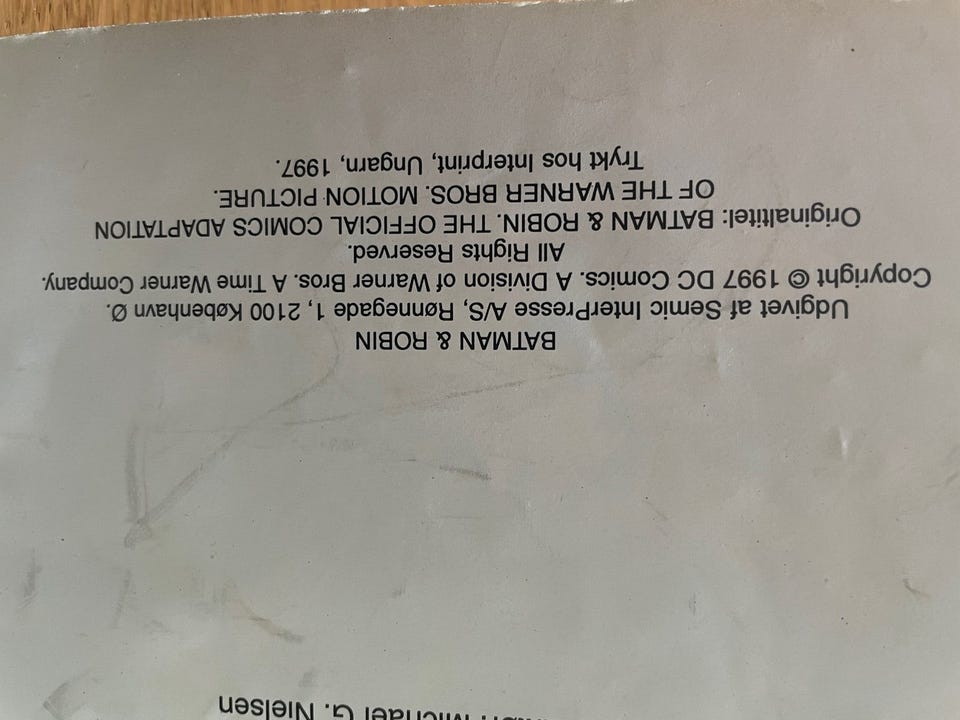 Michael G. Nielsen
BATMAN & ROBIN
Udgivet af Semic InterPresse A/S, Rønnegade 1, 2100 København Ø.
Copyright © 1997 DC Comics. A Division of Warner Bros. A Time Warner Company.
All Rights Reserved.
Originaltitel: BATMAN & ROBIN. THE OFFICIAL COMICS ADAPTATION
OF THE WARNER BROS. MOTION PICTURE.
Trykt hos Interprint, Ungarn, 1997.